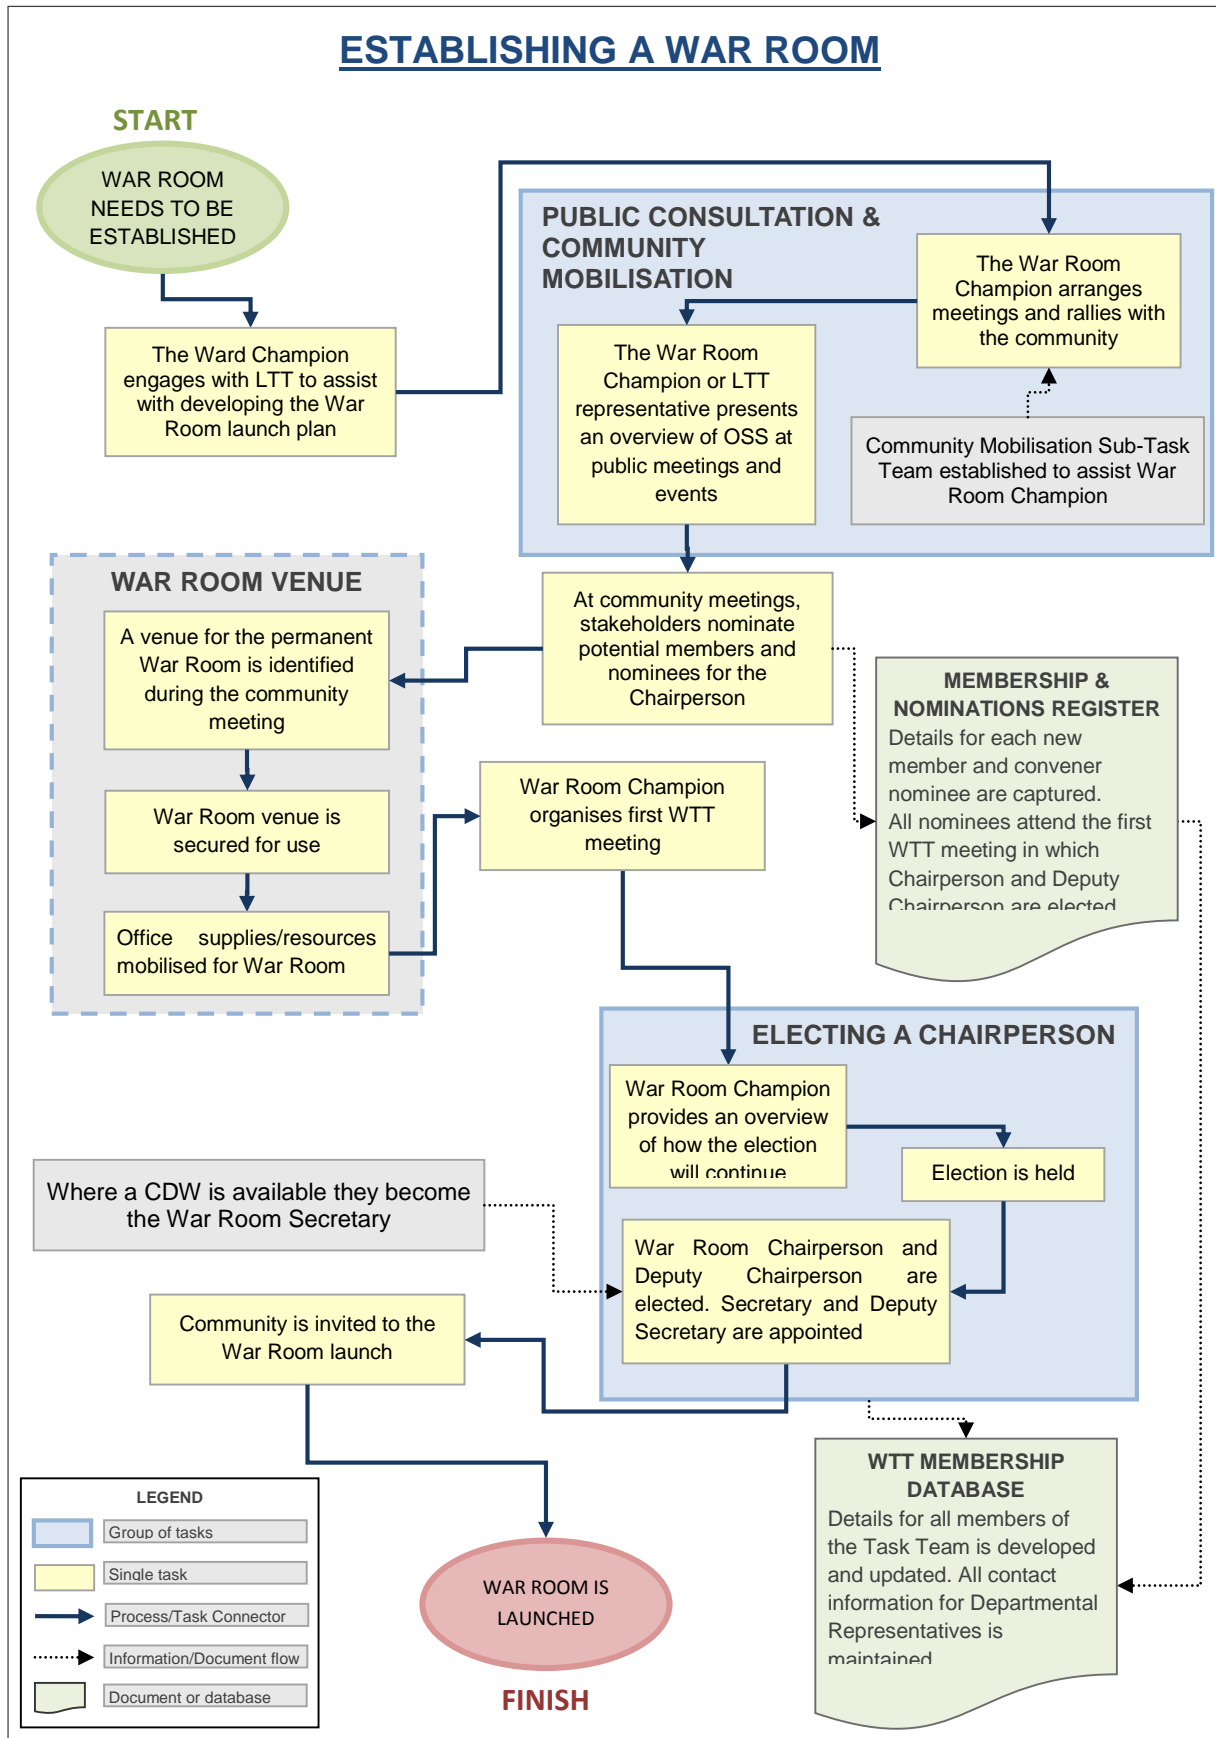 ESTABLISHING A WAR ROOM
START
WAR ROOM
NEEDS TO BE
ESTABLISHED
The Ward Champion
engages with LTT to assist
with developing the War
Room launch plan
PUBLIC CONSULTATION &
COMMUNITY
MOBILISATION
The War Room
Champion arranges
meetings and rallies with
the community
The War Room
Champion or LTT
representative presents
an overview of OSS at
public meetings and
events
Community Mobilisation Sub-Task
Team established to assist War
Room Champion
At community meetings,
stakeholders nominate
potential members and
nominees for the
Chairperson
WAR ROOM VENUE
A venue for the permanent
War Room is identified
during the community
meeting
War Room venue is
secured for use
Office supplies/resources
mobilised for War Room
War Room Champion
organises first WTT
meeting
MEMBERSHIP &
NOMINATIONS REGISTER
Details for each new
member and convener
nominee are captured.
All nominees attend the first
WTT meeting in which
Chairperson and Deputy
Chairperson are elected
ELECTING A CHAIRPERSON
War Room Champion
provides an overview
of how the election
will continue
Election is held
War Room Chairperson and
Deputy Chairperson are
elected. Secretary and Deputy
Secretary are appointed
Where a CDW is available they become
the War Room Secretary
Community is invited to the
War Room launch
WTT MEMBERSHIP
DATABASE
Details for all members of
the Task Team is developed
and updated. All contact
information for Departmental
Representatives is
maintained
WAR ROOM IS
LAUNCHED
FINISH
LEGEND
Group of tasks
Single task
Process/Task Connector
Information/Document flow
Document or database